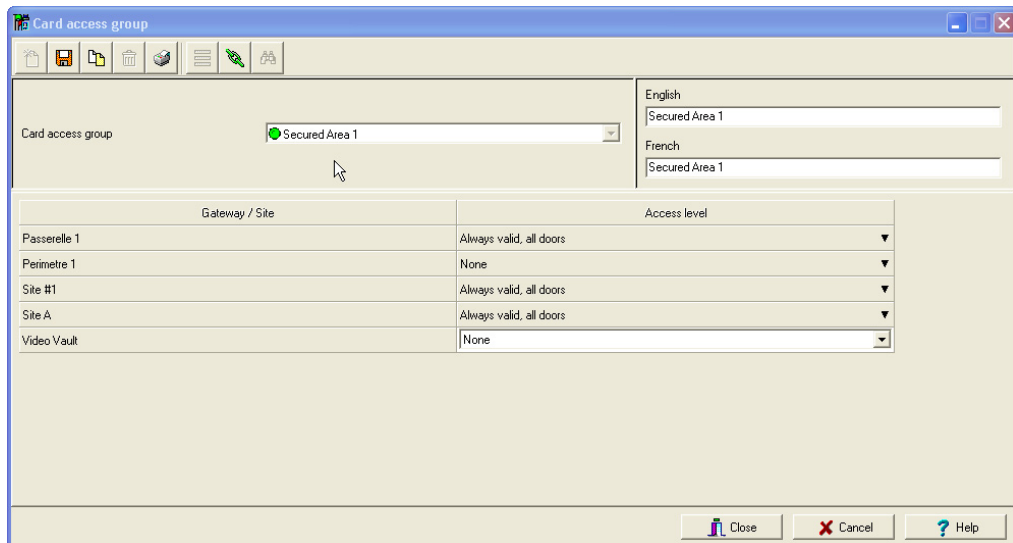 Card access group
English
Secured Area 1
Card access group
Secured Area 1
French
Secured Area 1
Gateway / Site Access level
Passerelle 1 Always valid, all doors
Perimetre 1 None
Site #1 Always valid, all doors
Site A Always valid, all doors
Video Vault None
Close Cancel ? Help